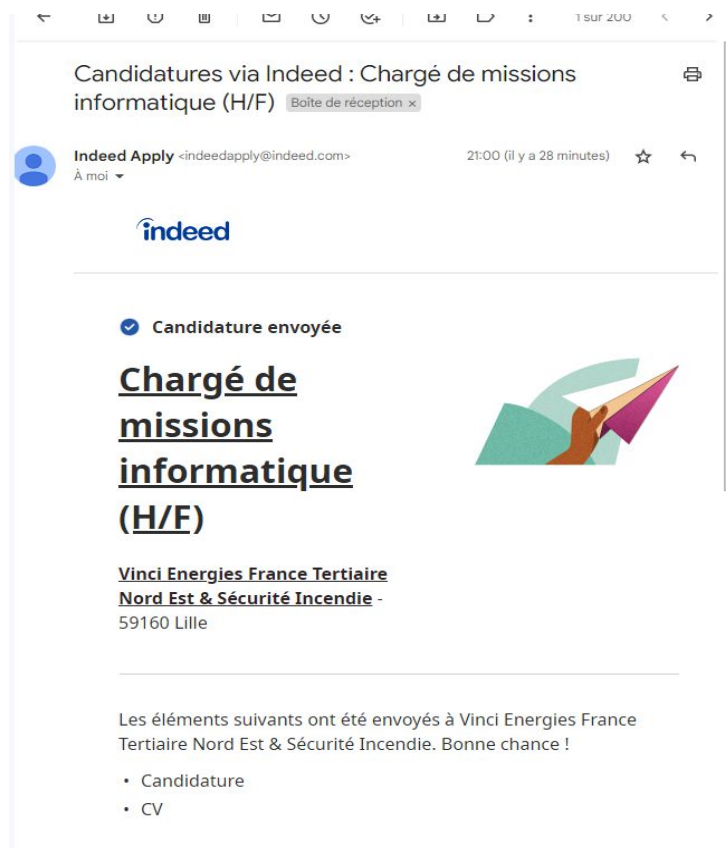 1 sur 200
Candidatures via Indeed : Chargé de missions
informatique (H/F) Boîte de réception ×
Indeed Apply <indeedapply@indeed.com> 21:00 (il y a 28 minutes)
À moi
indeed
Candidature envoyée
Chargé de
missions
informatique
(H/F)
Vinci Energies France Tertiaire
Nord Est & Sécurité Incendie -
59160 Lille
Les éléments suivants ont été envoyés à Vinci Energies France
Tertiaire Nord Est & Sécurité Incendie. Bonne chance !
• Candidature
• CV